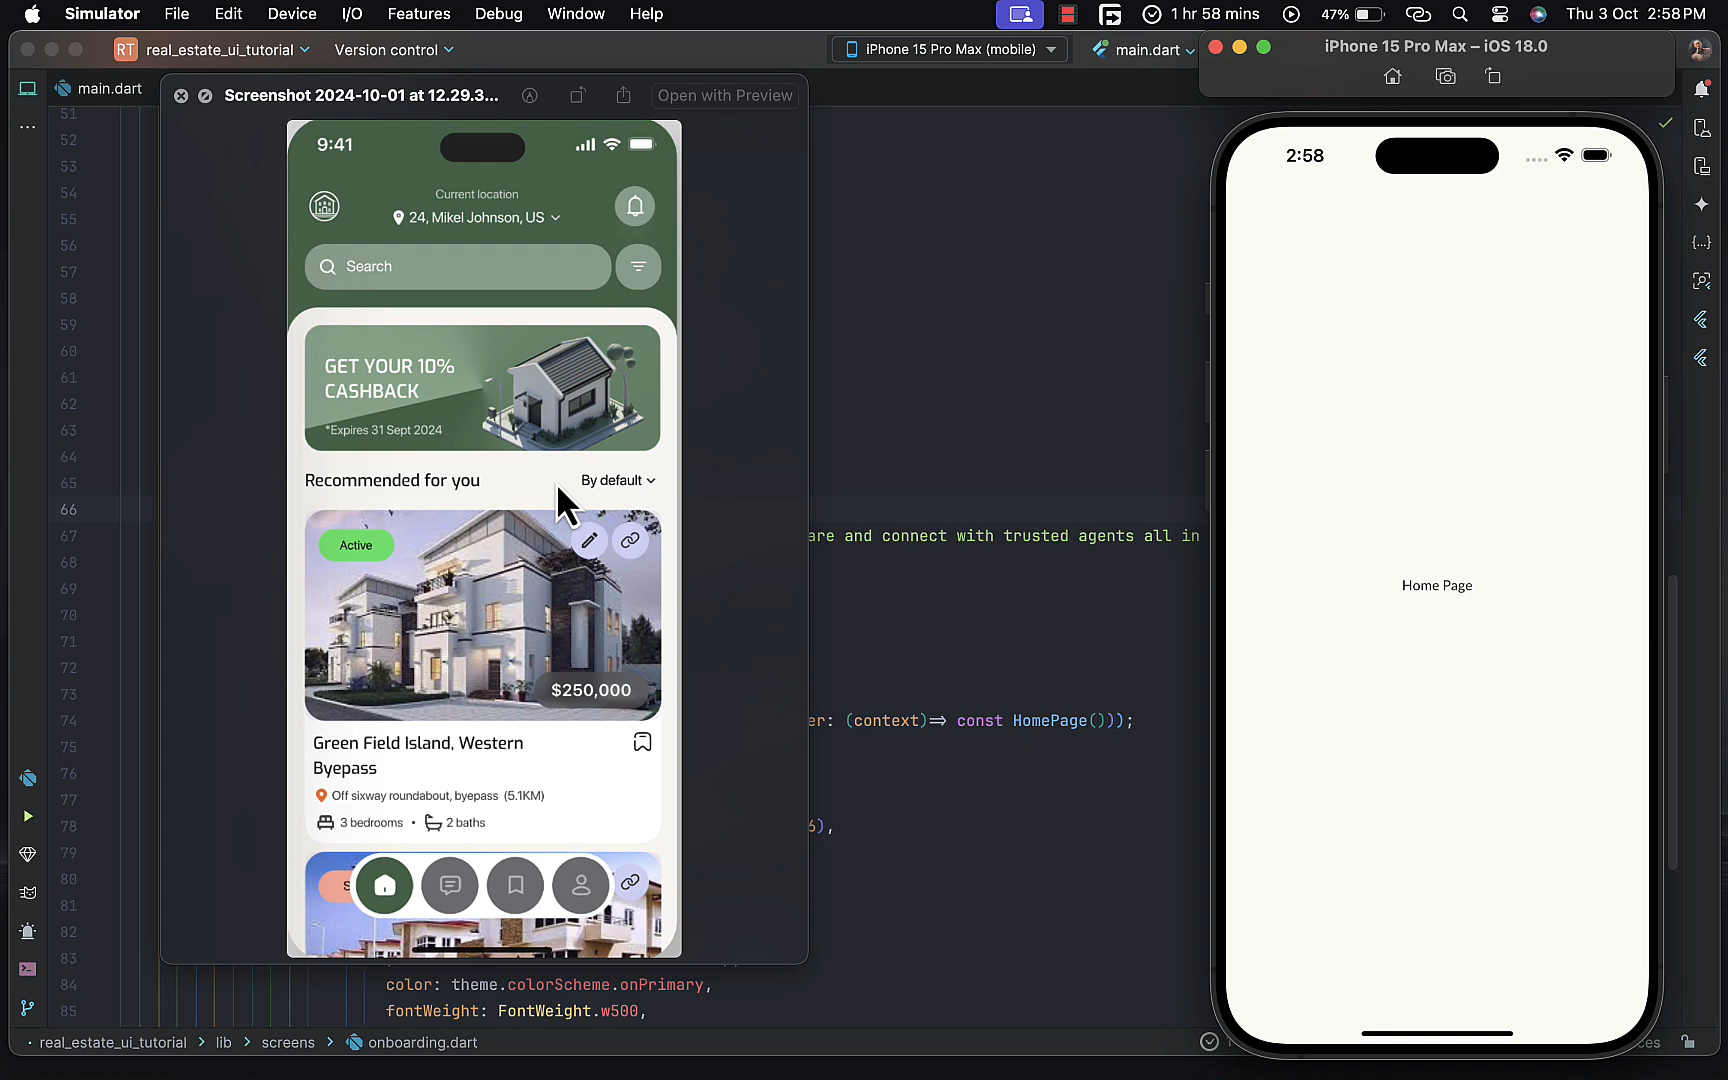 Simulator File Edit Device I/O Features Debug Window Help
1 hr 58 mins 47% Thu 3 Oct 2:58 PM
RT real_estate_ui_tutorial Version control
iPhone 15 Pro Max (mobile) main.dart
iPhone 15 Pro Max – iOS 18.0
main.dart
Screenshot 2024-10-01 at 12.29.3... Open with Preview
51
52
53
54
55
56
57
58
59
60
61
62
63
64
65
66
67
68
69
70
71
72
73
74
75
76
77
78
79
80
81
82
83
84
85
9:41
Current location
24, Mikel Johnson, US
Search
GET YOUR 10%
CASHBACK
*Expires 31 Sept 2024
Recommended for you
By default
Active
$250,000
Green Field Island, Western
Byepass
Off sixway roundabout, byepass (5.1KM)
3 bedrooms • 2 baths
S
are and connect with trusted agents all in
er: (context)=> const HomePage()));
6),
color: theme.colorScheme.onPrimary,
fontWeight: FontWeight.w500,
2:58
Home Page
real_estate_ui_tutorial > lib > screens > onboarding.dart
ces